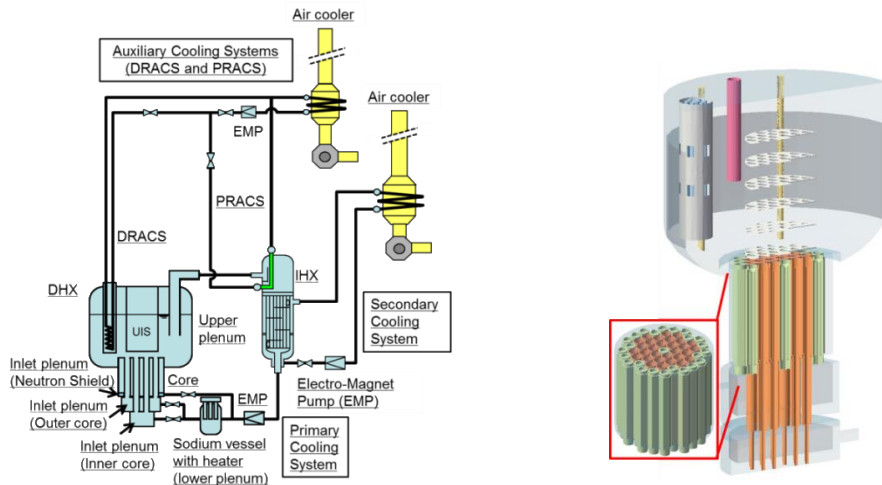 Air cooler
Auxiliary Cooling Systems
(DRACS and PRACS)
Air cooler
EMP
PRACS
DRACS
DHX
IHX
UIS
Upper
plenum
Secondary
Cooling
System
Inlet plenum
(Neutron Shield)
Core
EMP
Electro-Magnet
Pump (EMP)
Inlet plenum
(Outer core)
Inlet plenum
(Inner core)
Sodium vessel
with heater
(lower plenum)
Primary
Cooling
System